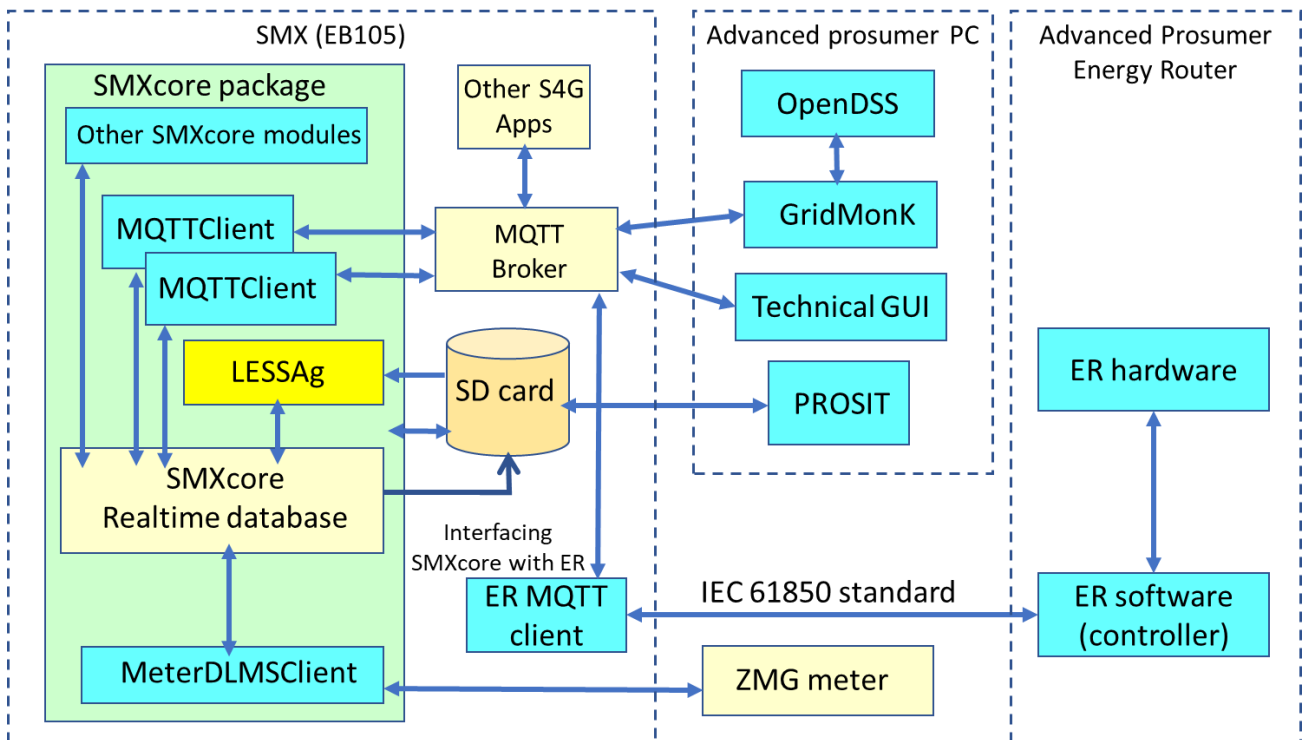 SMX (EB105)
SMXcore package
Other SMXcore modules
MQTTClient
MQTTClient
LESSAg
SMXcore
Realtime database
MeterDLMSClient
Other S4G
Apps
MQTT
Broker
SD card
Interfacing
SMXcore with ER
ER MQTT
client
Advanced prosumer PC
OpenDSS
GridMonK
Technical GUI
PROSIT
IEC 61850 standard
ZMG meter
Advanced Prosumer
Energy Router
ER hardware
ER software
(controller)